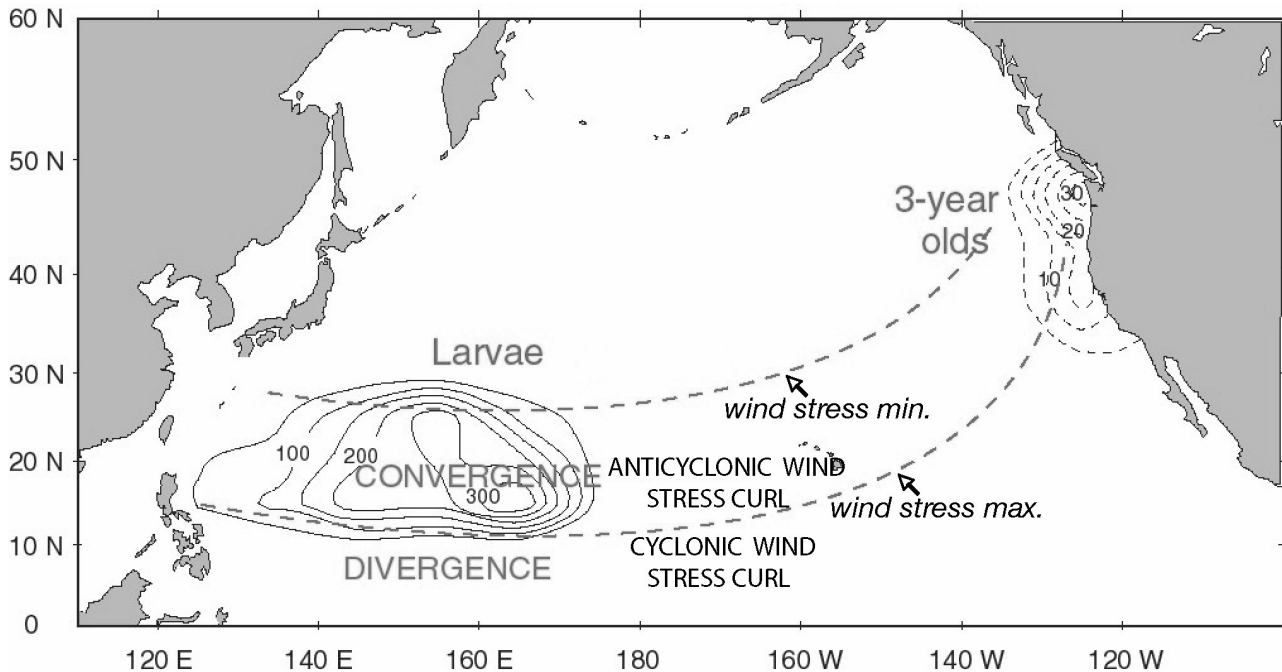 60 N
50 N
3-year
olds
30
20
40 N
10
Larvae
30 N
wind stress min.
100
200
20 N
CONVERGENCE
ANTICYCLONIC WIND
STRESS CURL
300
wind stress max.
10 N
CYCLONIC WIND
STRESS CURL
DIVERGENCE
0
120 E 140 E 160 E 180 160 W 140 W 120 W